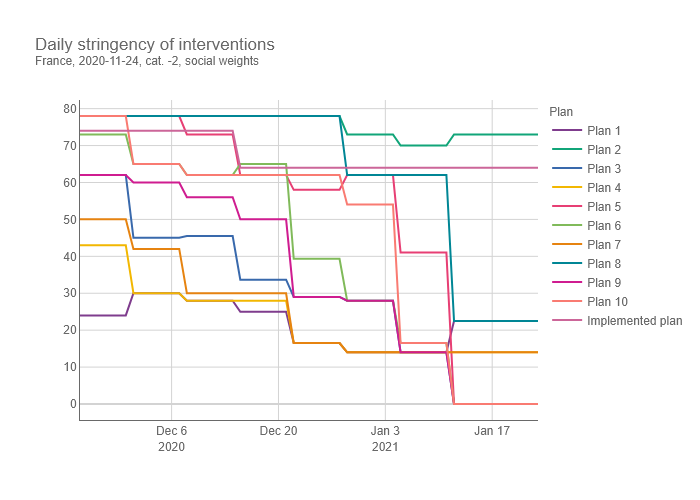 Daily stringency of interventions
France, 2020-11-24, cat. -2, social weights
Plan
80
70
60
50
40
30
20
10
0
Plan 1
Plan 2
Plan 3
Plan 4
Plan 5
Plan 6
Plan 7
Plan 8
Plan 9
Plan 10
Implemented plan
Dec 6
2020
Dec 20
Jan 3
2021
Jan 17